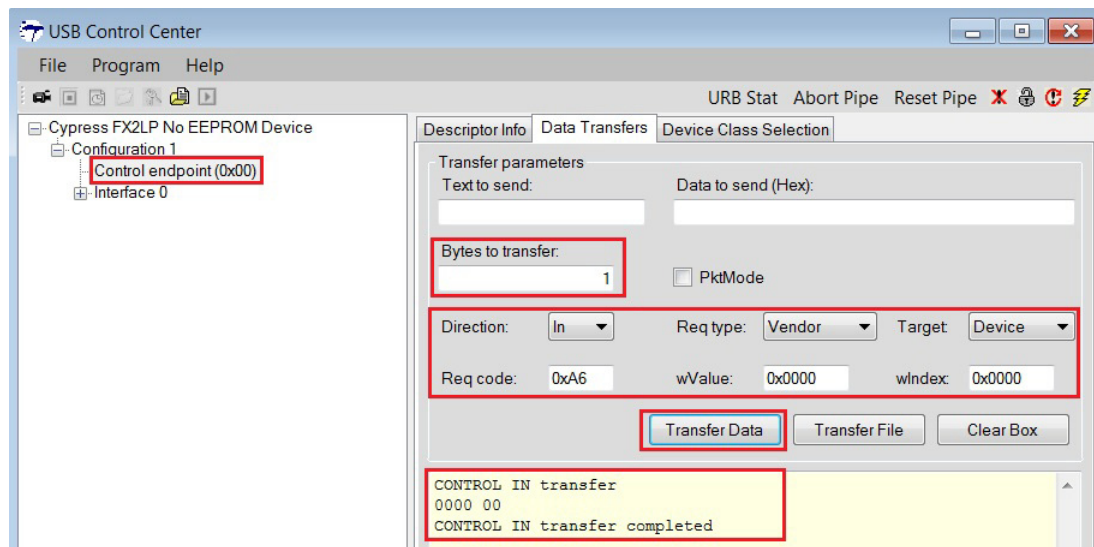 USB Control Center
File Program Help
URB Stat Abort Pipe Reset Pipe
Cypress FX2LP No EEPROM Device
Configuration 1
Control endpoint (0x00)
Interface 0
Descriptor Info Data Transfers Device Class Selection
Transfer parameters
Text to send: Data to send (Hex):
Bytes to transfer:
1 PktMode
Direction: In Req type: Vendor Target: Device
Req code: 0xA6 wValue: 0x0000 wIndex: 0x0000
Transfer Data Transfer File Clear Box
CONTROL IN transfer
0000 00
CONTROL IN transfer completed